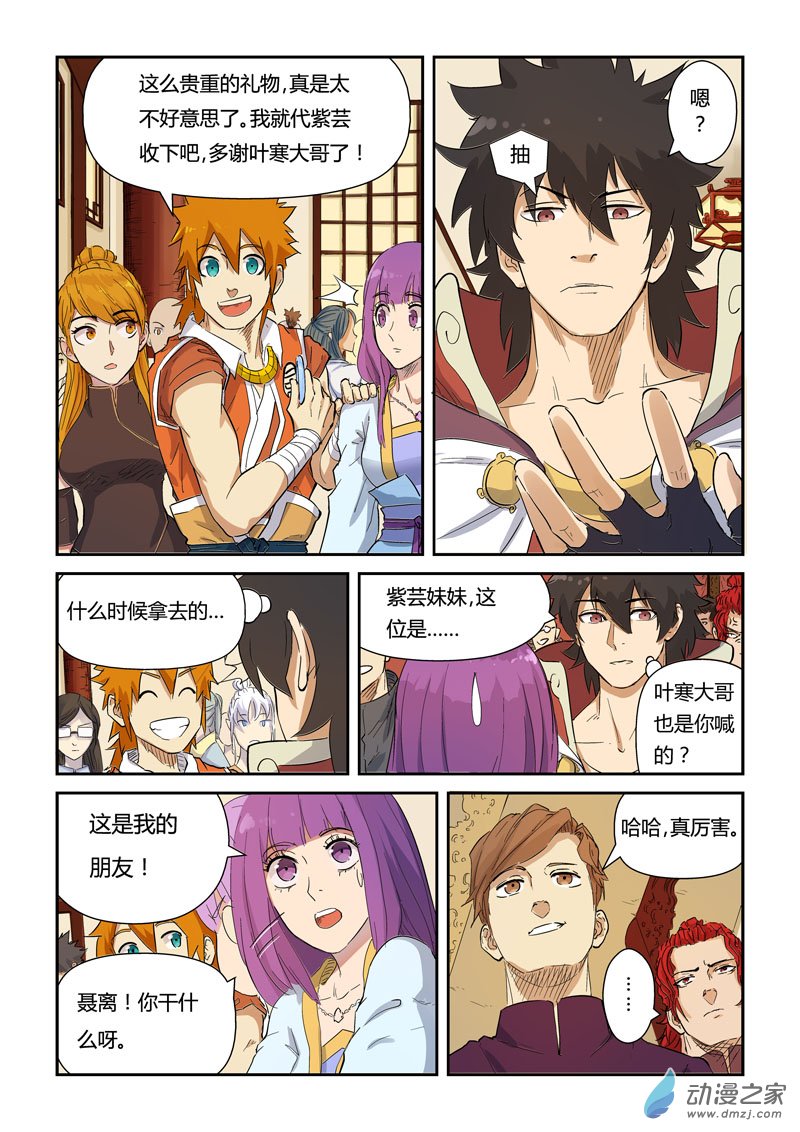 这么贵重的礼物，真是太
不好意思了。我就代紫芸
收下吧，多谢叶寒大哥了！
抽
嗯
？
什么时候拿去的…
紫芸妹妹，这
位是……
叶寒大哥
也是你喊
的？
这是我的
朋友！
聂离！你干什
么呀。
哈哈，真厉害。
……
动漫之家
www.dmzj.com